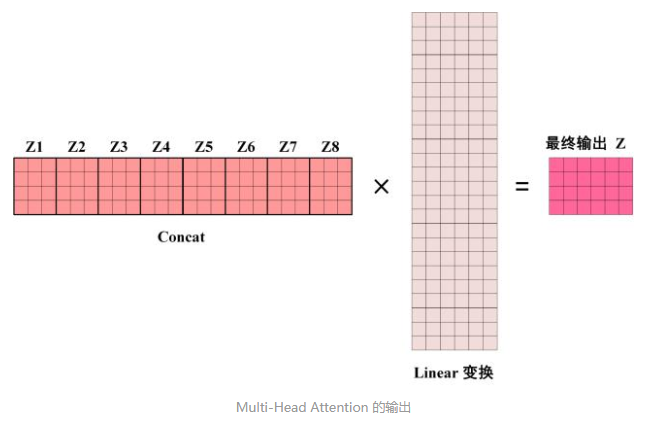 Z1 Z2 Z3 Z4 Z5 Z6 Z7 Z8
最终输出 Z
×
=
Concat
Linear 变换
Multi-Head Attention 的输出